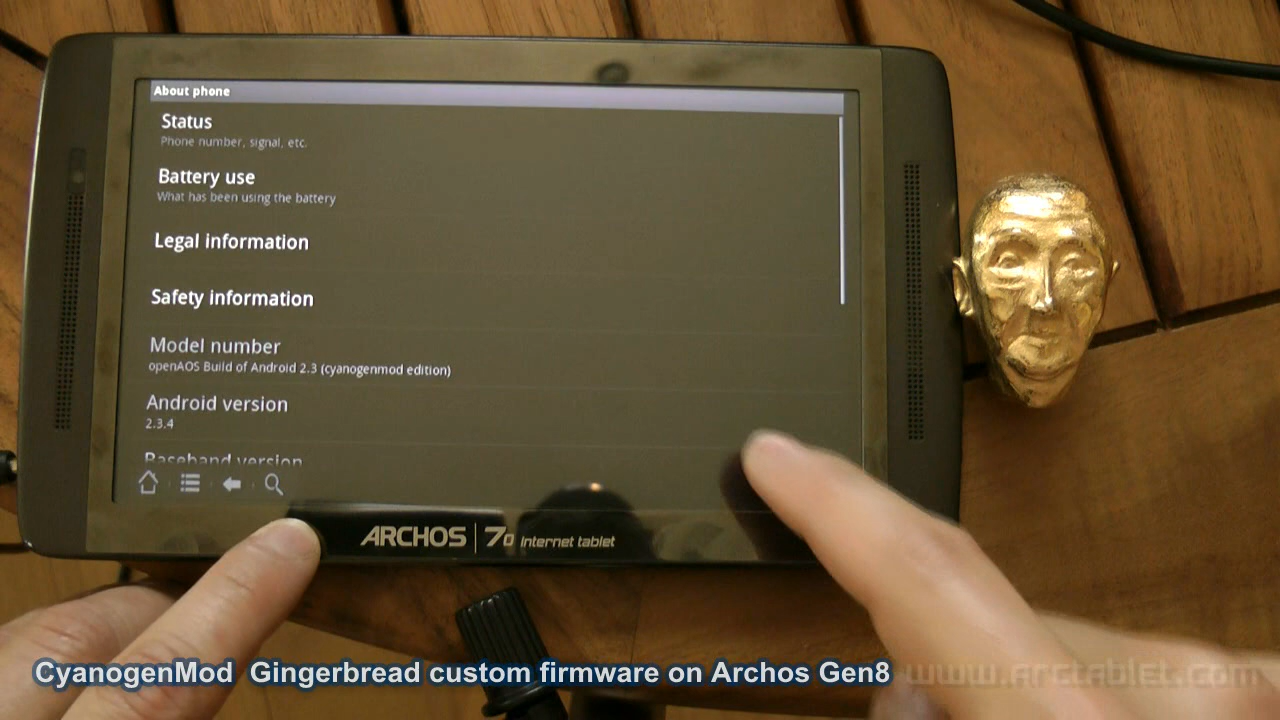 About phone
Status
Phone number, signal, etc.
Battery use
What has been using the battery
Legal information
Safety information
Model number
openAOS Build of Android 2.3 (cyanogenmod edition)
Android version
2.3.4
Baseband version
ARCHOS 70 internet tablet
CyanogenMod Gingerbread custom firmware on Archos Gen8
www.arctablet.com